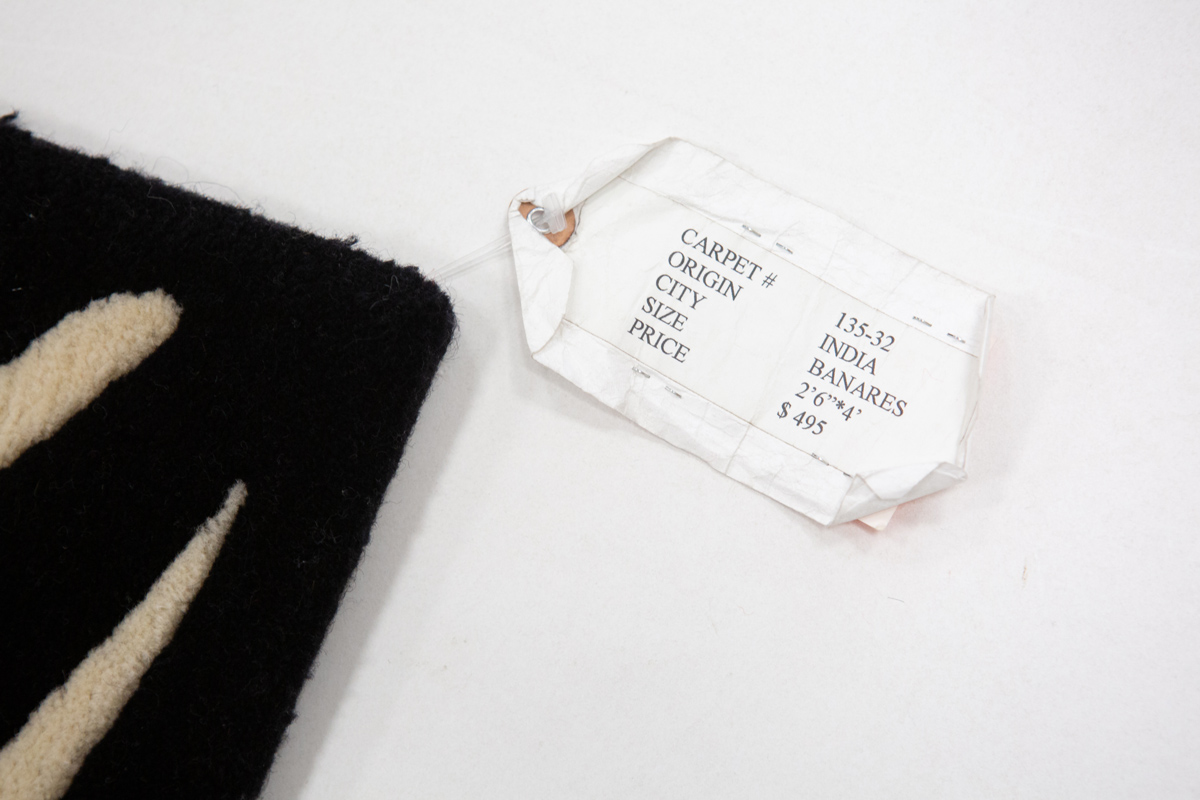 CARPET # 135-32
ORIGIN INDIA
CITY BANARES
SIZE 2'6"*4'
PRICE $ 495